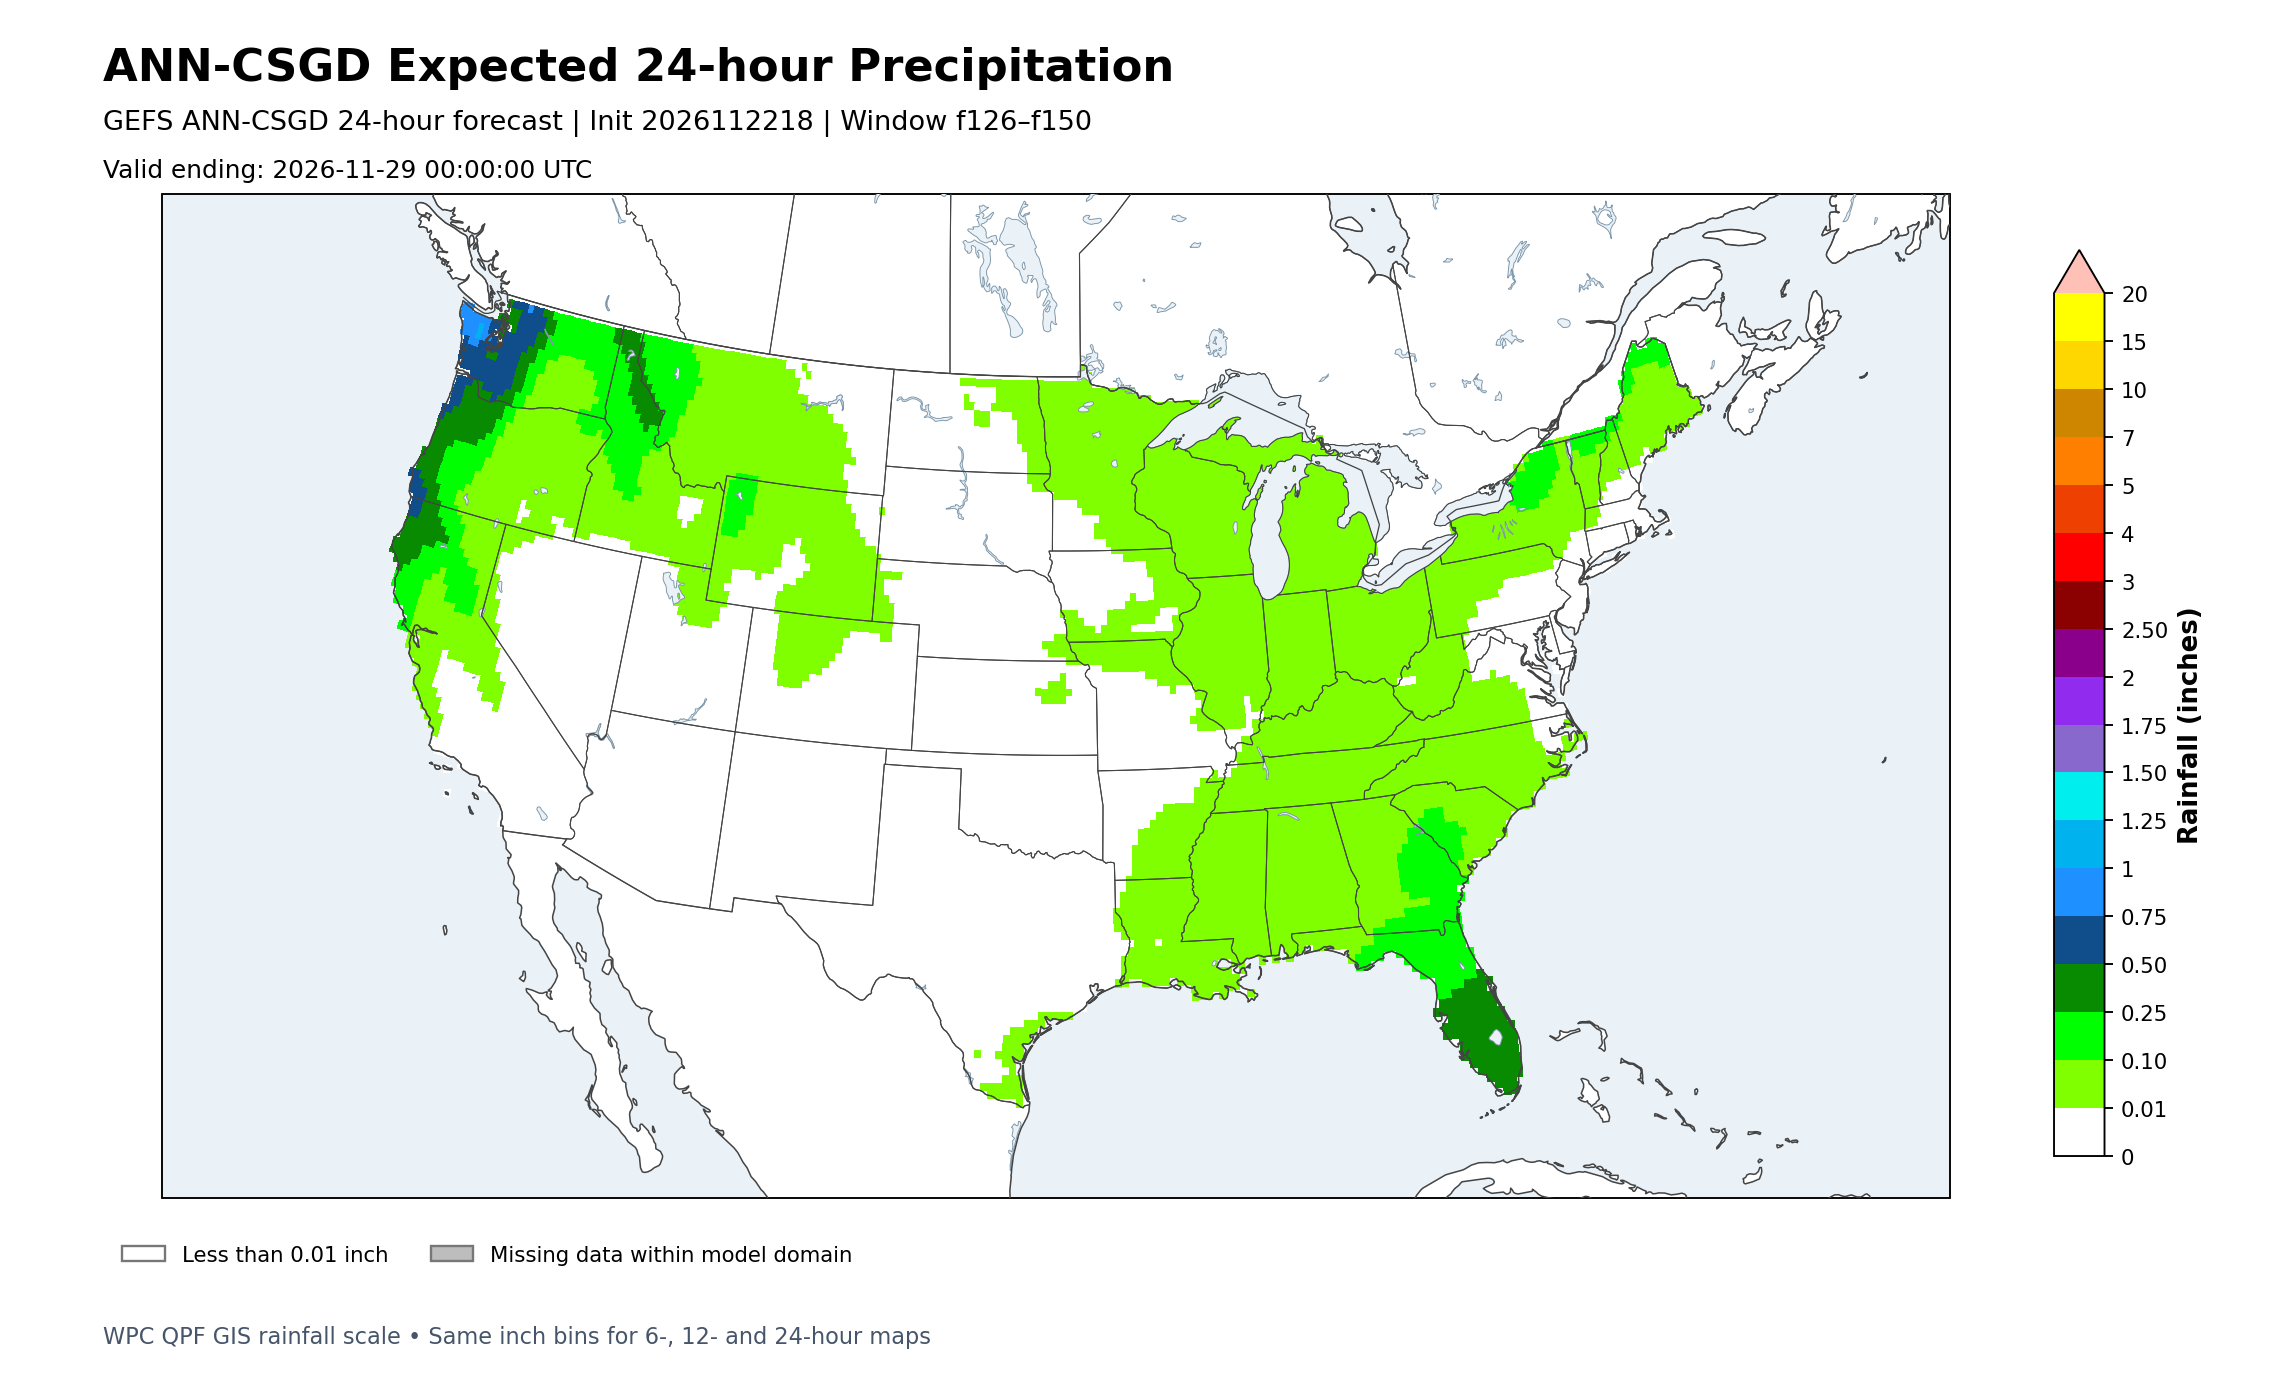 ANN-CSGD Expected 24-hour Precipitation
GEFS ANN-CSGD 24-hour forecast | Init 2026112218 | Window f126–f150
Valid ending: 2026-11-29 00:00:00 UTC
20
15
10
7
5
4
3
2.50
2
1.75
1.50
1.25
1
0.75
0.50
0.25
0.10
0.01
0
Rainfall (inches)
Less than 0.01 inch
Missing data within model domain
WPC QPF GIS rainfall scale • Same inch bins for 6-, 12- and 24-hour maps